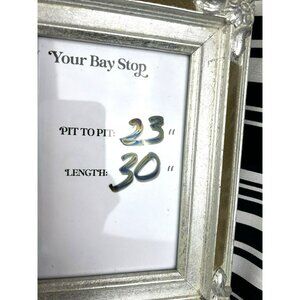 Your Bay Stop
PIT TO PIT: 23 "
LENGTH: 30 "